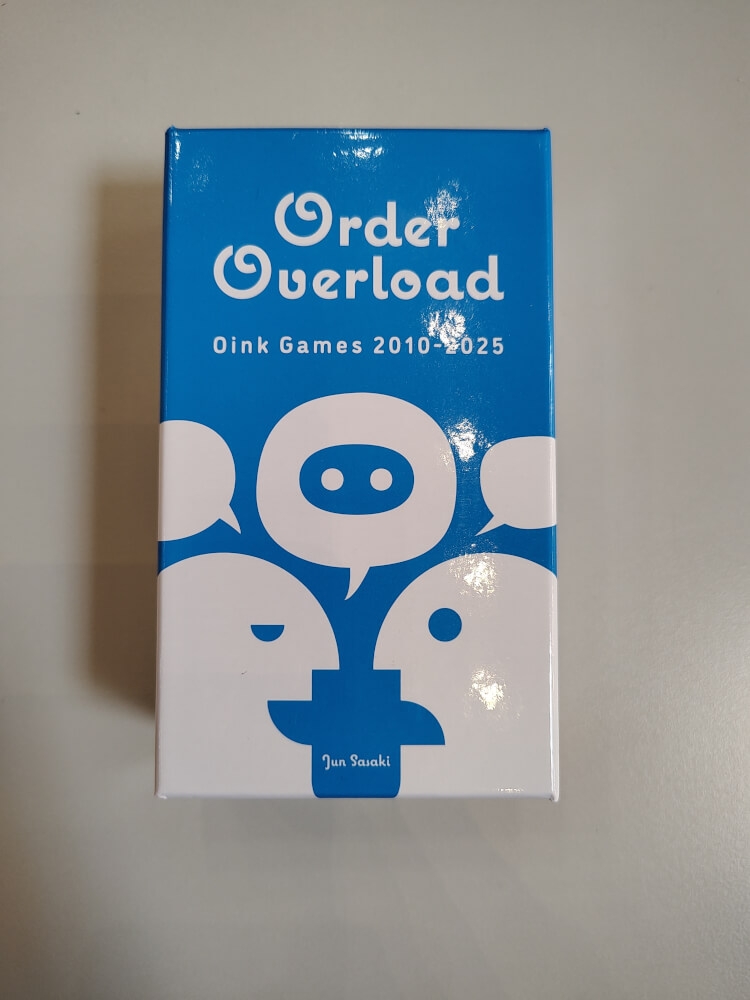 Order
Overload
Oink Games 2010-2025
Jun Sasaki